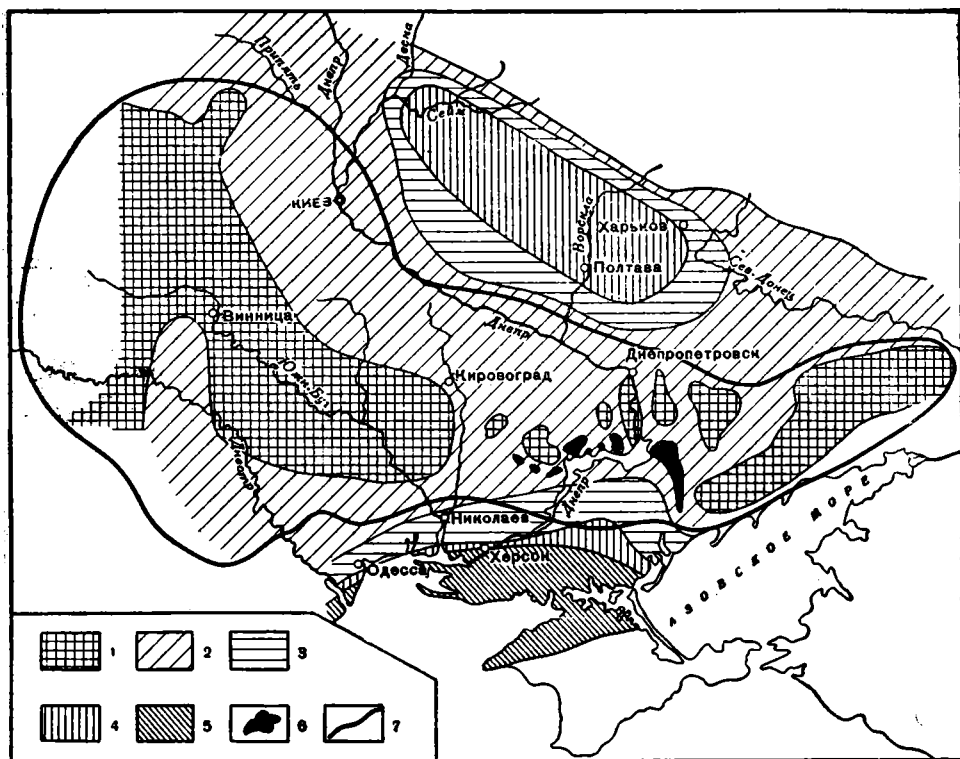 Припять
Днепр
Десна
Сейм
КИЕВ
Ворскла
Харьков
Полтава
Сев. Донец
Винница
Днепр
Днепропетровск
Южн. Буг
Кировоград
Днестр
Днепр
Николаев
Херсон
Одесса
АЗОВСКОЕ МОРЕ
1
2
3
4
5
6
7